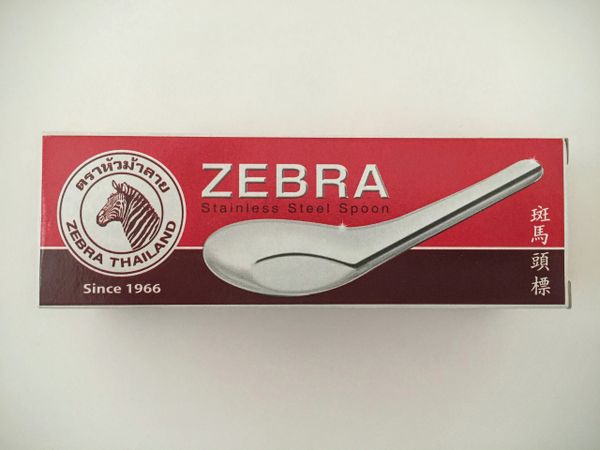 ตราหัวม้าลาย
ZEBRA THAILAND
Since 1966
ZEBRA
Stainless Steel Spoon
斑馬頭標